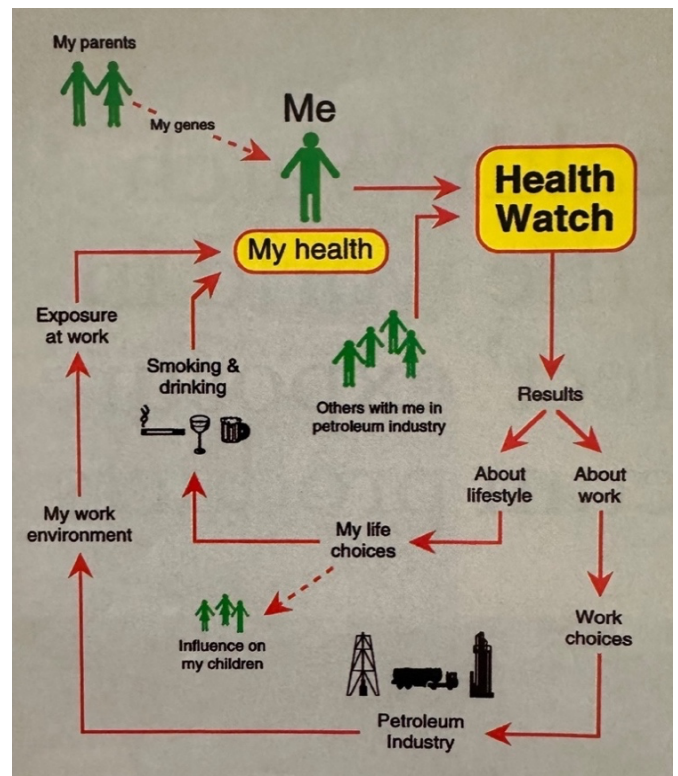 My parents
My genes
Me
Health
Watch
My health
Exposure
at work
Smoking &
drinking
Others with me in
petroleum industry
Results
About
lifestyle
About
work
My work
environment
My life
choices
Influence on
my children
Work
choices
Petroleum
Industry